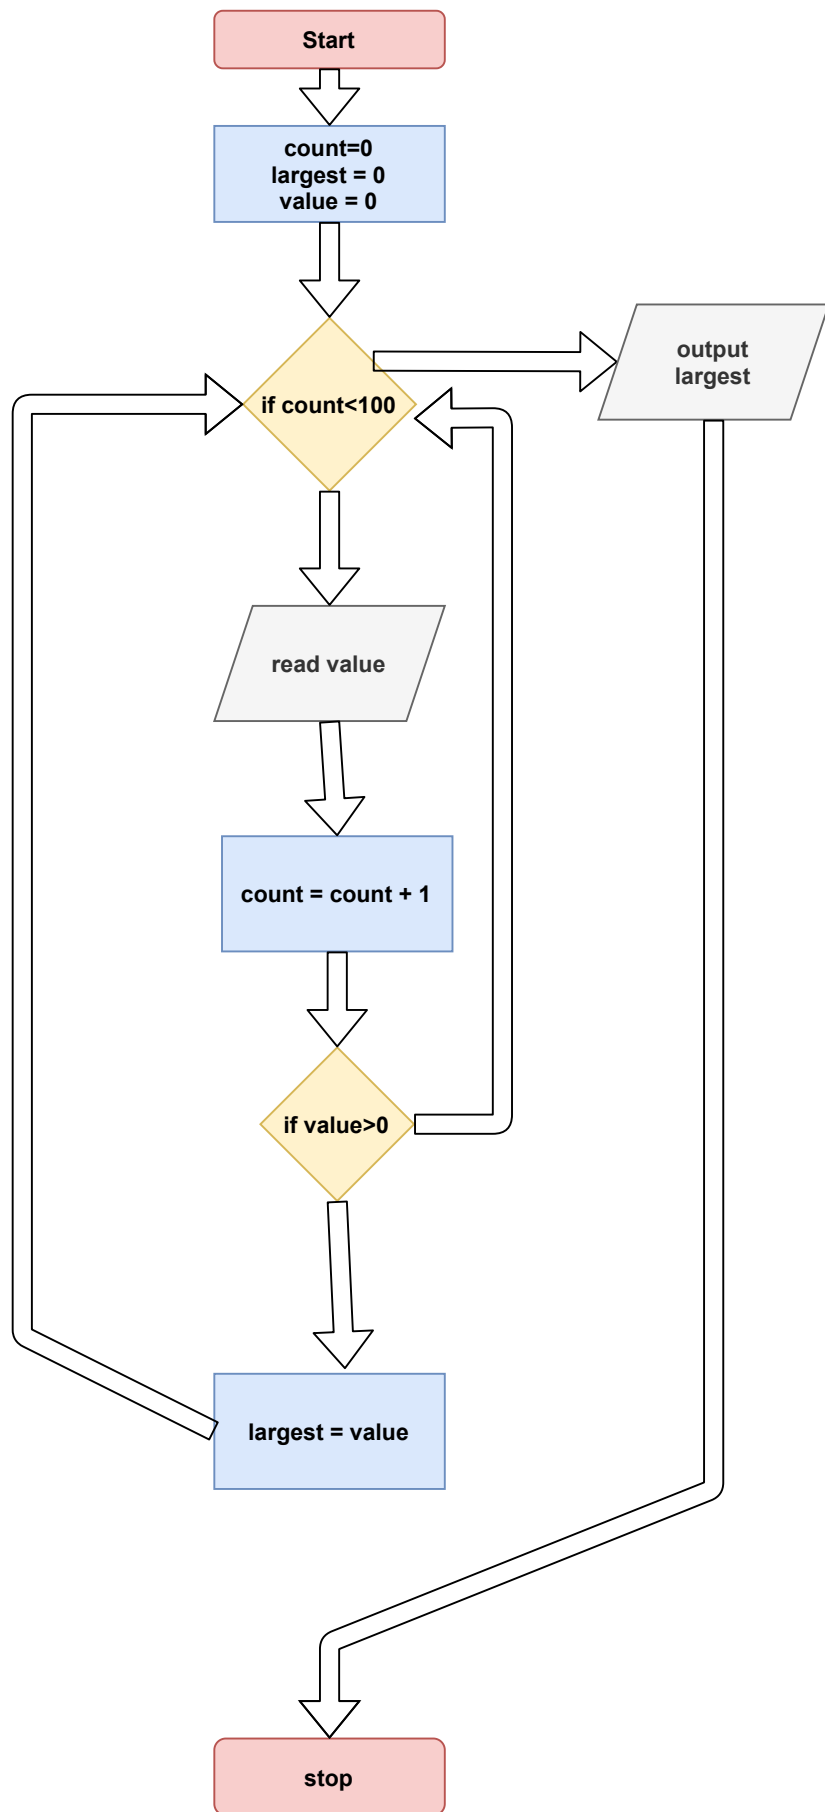 Start
count=0
largest = 0
value = 0
if count<100
output
largest
read value
count = count + 1
if value>0
largest = value
stop